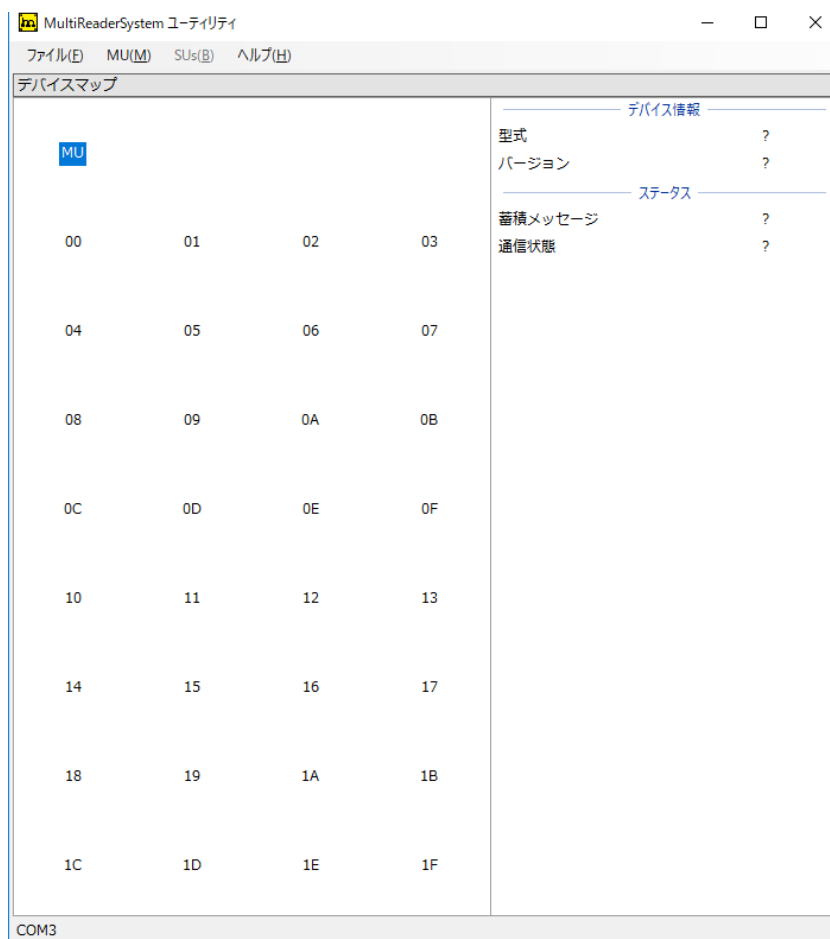 MultiReaderSystem ユーティリティ
ファイル(F) MU(M) SUs(B) ヘルプ(H)
デバイスマップ
MU
00 01 02 03
04 05 06 07
08 09 0A 0B
0C 0D 0E 0F
10 11 12 13
14 15 16 17
18 19 1A 1B
1C 1D 1E 1F
デバイス情報
型式 ?
バージョン ?
ステータス
蓄積メッセージ ?
通信状態 ?
COM3